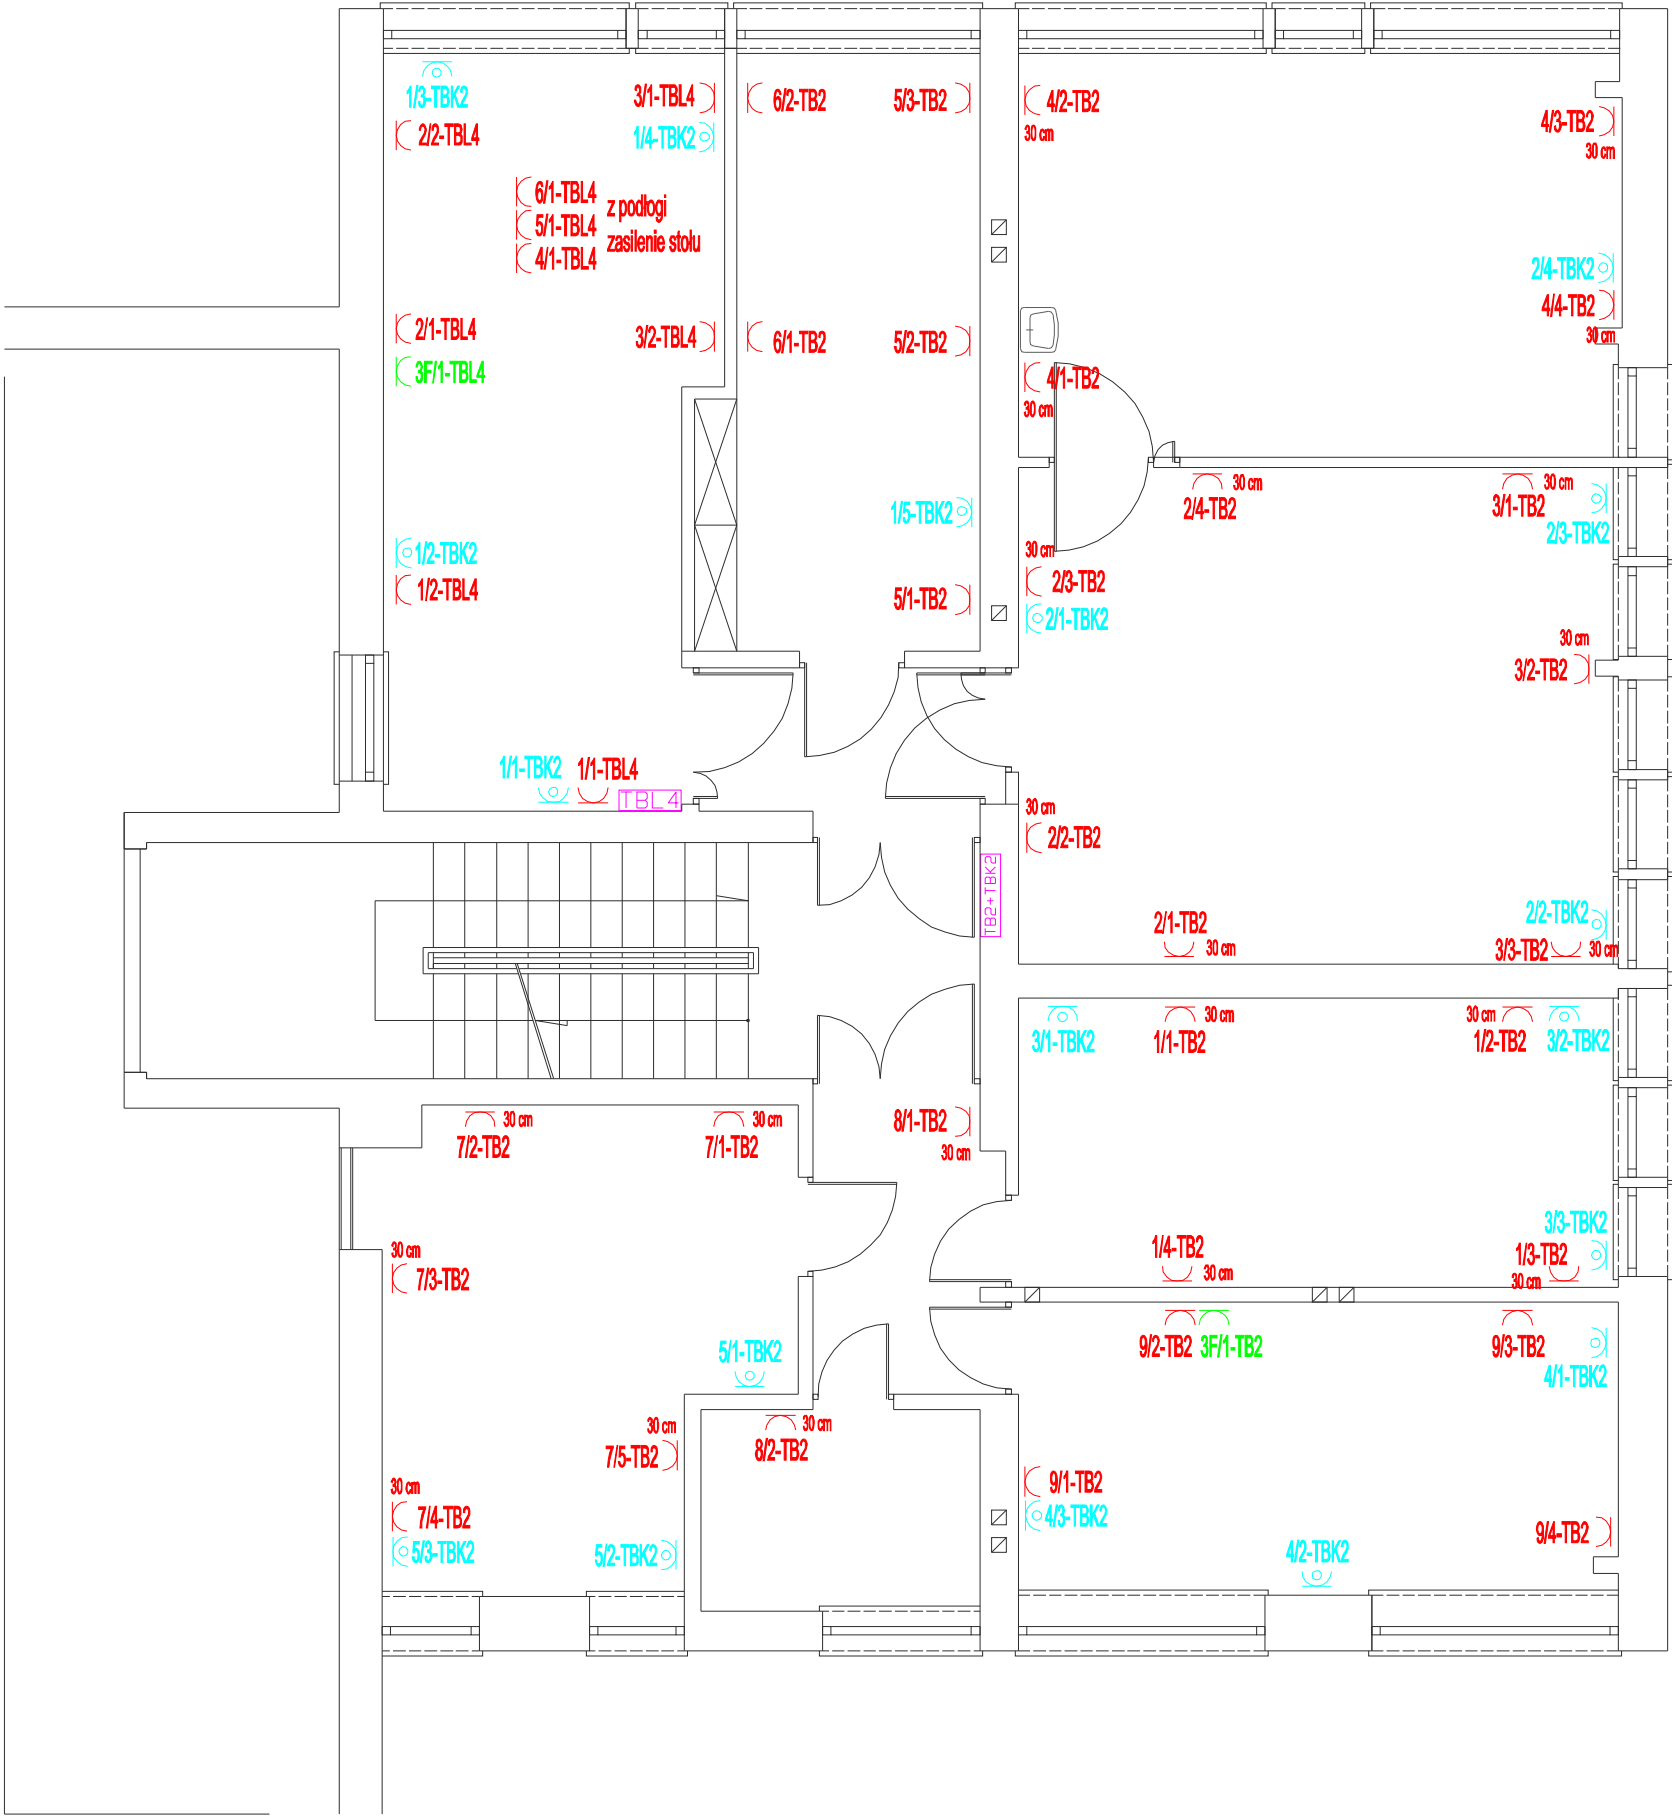 1/3-TBK2
2/2-TBL4
3/1-TBL4
1/4-TBK2
6/2-TB2
5/3-TB2
4/2-TB2
30 cm
4/3-TB2
30 cm
6/1-TBL4
5/1-TBL4
4/1-TBL4
z podłogi
zasilenie stołu
2/4-TBK2
4/4-TB2
30 cm
2/1-TBL4
3F/1-TBL4
3/2-TBL4
6/1-TB2
5/2-TB2
4/1-TB2
30 cm
2/4-TB2
30 cm
3/1-TB2
30 cm
2/3-TBK2
1/5-TBK2
1/2-TBK2
1/2-TBL4
5/1-TB2
30 cm
2/3-TB2
2/1-TBK2
30 cm
3/2-TB2
1/1-TBK2
1/1-TBL4
TBL4
30 cm
2/2-TB2
TB2+TBK2
2/1-TB2
30 cm
2/2-TBK2
3/3-TB2
30 cm
3/1-TBK2
1/1-TB2
30 cm
30 cm
1/2-TB2
3/2-TBK2
7/2-TB2
30 cm
7/1-TB2
30 cm
8/1-TB2
30 cm
30 cm
7/3-TB2
1/4-TB2
30 cm
3/3-TBK2
1/3-TB2
30 cm
9/2-TB2
3F/1-TB2
9/3-TB2
4/1-TBK2
5/1-TBK2
30 cm
7/5-TB2
8/2-TB2
30 cm
30 cm
7/4-TB2
5/3-TBK2
5/2-TBK2
9/1-TB2
4/3-TBK2
4/2-TBK2
9/4-TB2